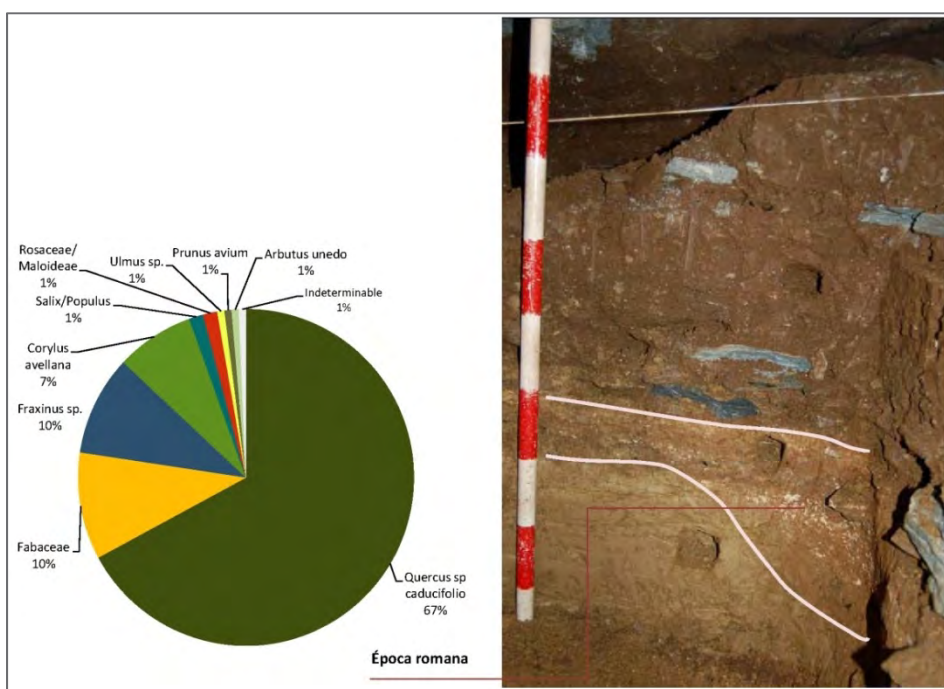 Rosaceae/
Maloideae
1%
Ulmus sp.
1%
Prunus avium
1%
Arbutus unedo
1%
Indeterminable
1%
Salix/Populus
1%
Corylus
avellana
7%
Fraxinus sp.
10%
Fabaceae
10%
Quercus sp
caducifolio
67%
Época romana